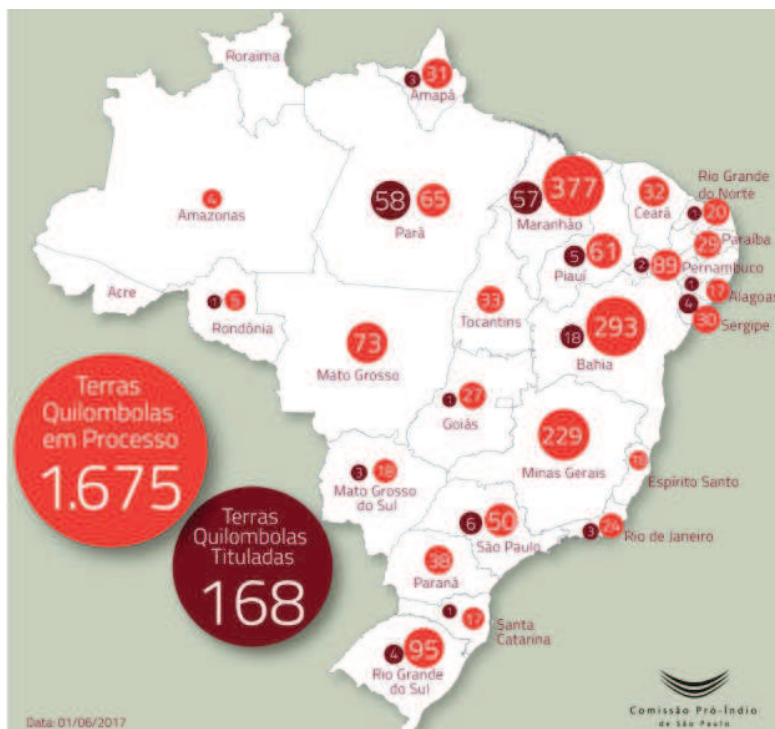 Roraima
3
31
Amapá
4
Amazonas
58
65
Pará
57
377
Maranhão
32
Ceará
Rio Grande
do Norte
1
20
29
Paraíba
5
61
Piauí
2
99
Pernambuco
1
17
Alagoas
4
30
Sergipe
Acre
1
5
Rondônia
33
Tocantins
18
293
Bahia
73
Mato Grosso
1
27
Goiás
229
Minas Gerais
Espírito Santo
3
18
Mato Grosso
do Sul
6
50
São Paulo
3
24
Rio de Janeiro
38
Paraná
1
17
Santa
Catarina
4
95
Rio Grande
do Sul
Terras
Quilombolas
em Processo
1.675
Terras
Quilombolas
Tituladas
168
Data: 01/06/2017
Comissão Pró-Índio
de São Paulo